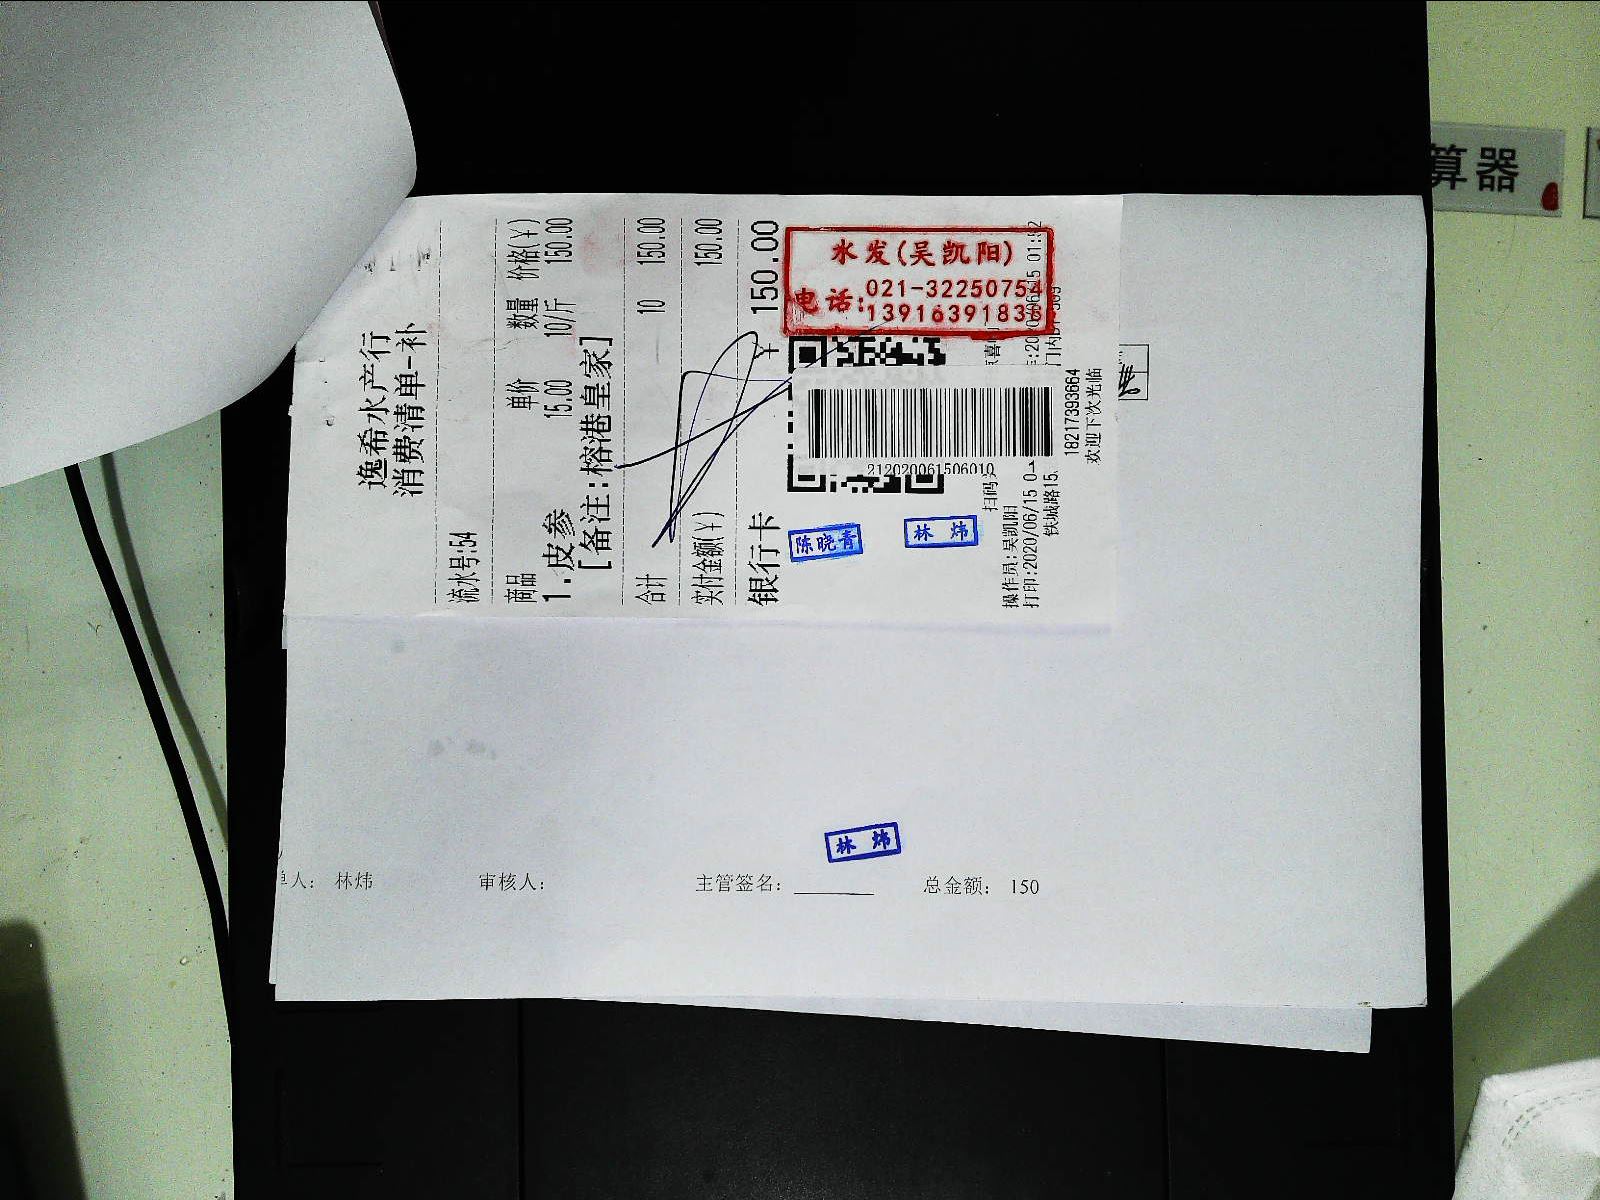 逸希水产行
消费清单-补
流水号:54
商品 单价 数量 价格(¥)
1.皮参 15.00 10/斤 150.00
[备注:榕港皇家]
合计 10 150.00
实付金额(¥) 150.00
银行卡 ¥ 150.00
水发(吴凯阳)
电话:
021-32250754
1391639183
212020061506010
陈晓青
林 炜
扫码
操作员:吴凯阳
打印:2020/06/15 0
01:
铁城路15
18217393664
欢迎下次光临
林 炜
单人: 林炜 审核人: 主管签名: 总金额: 150
算器